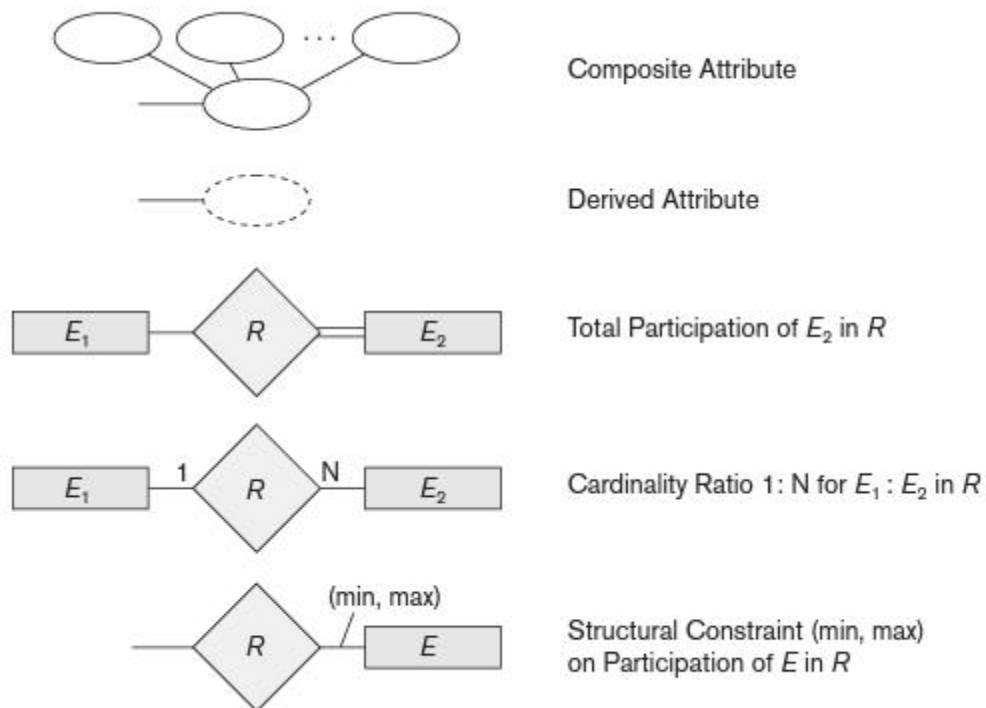 · · ·
Composite Attribute
Derived Attribute
E₁ R E₂ Total Participation of E₂ in R
E₁ 1 R N E₂ Cardinality Ratio 1: N for E₁ : E₂ in R
(min, max)
R E Structural Constraint (min, max)
on Participation of E in R